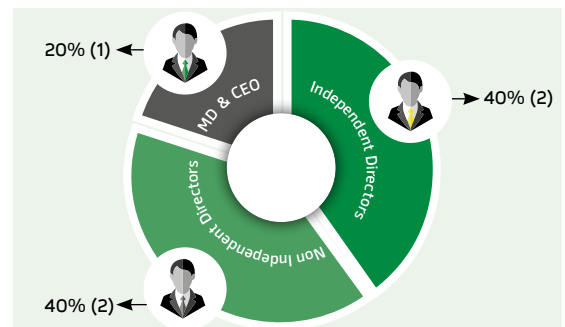 20% (1)
MD & CEO
Independent Directors
40% (2)
Non Independent Directors
40% (2)